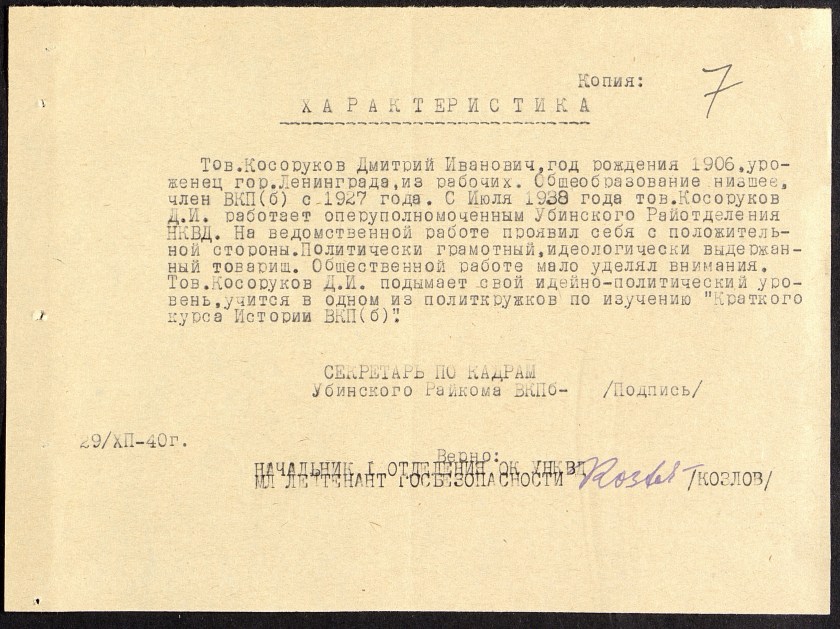 Копия:
7
ХАРАКТЕРИСТИКА
Тов.Косоруков Дмитрий Иванович,год рождения 1906,уро-
женец гор.Ленинграда,из рабочих. Общеобразование низшее,
член ВКП(б) с 1927 года. С Июля 1938 года тов.Косоруков
Д.И. работает оперуполномоченным Убинского Райотделения
НКВД. На ведомственной работе проявил себя с положитель-
ной стороны.Политически грамотный,идеологически выдержан-
ный товарищ. Общественной работе мало уделял внимания.
Тов.Косоруков Д.И. подымает свой идейно-политический уро-
вень,учится в одном из политкружков по изучению "Краткого
курса Истории ВКП(б)".
СЕКРЕТАРЬ ПО КАДРАМ
Убинского Райкома ВКПб- /Подпись/
29/ХП-40г.
Верно:
НАЧАЛЬНИК I ОТДЕЛЕНИЯ ОК УНКВД
МЛ ЛЕЙТЕНАНТ ГОСБЕЗОПАСНОСТИ /КОЗЛОВ/